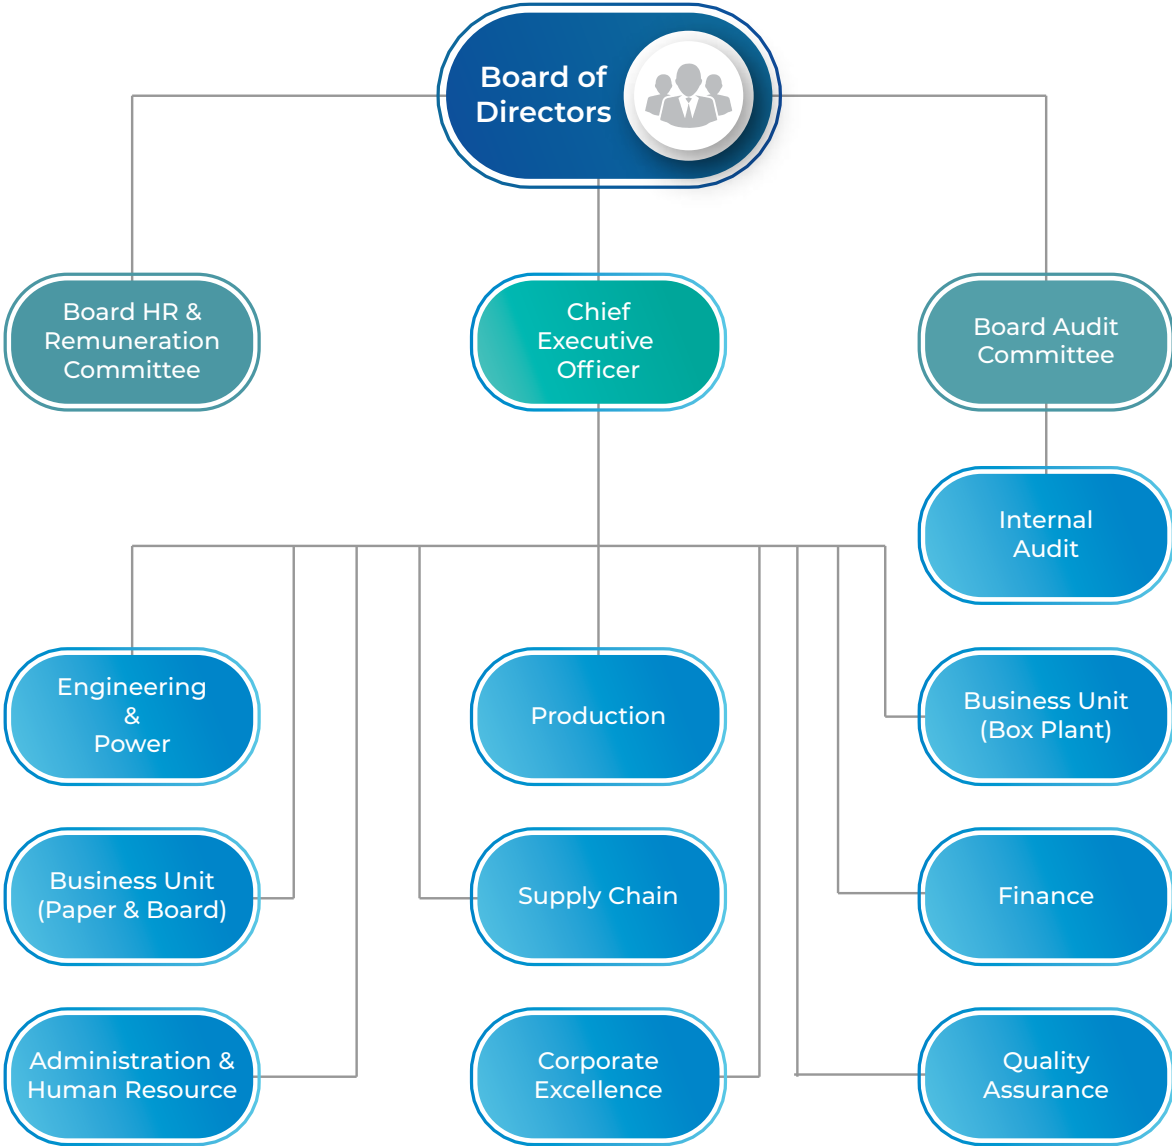 Board of
Directors
Board HR &
Remuneration
Committee
Chief
Executive
Officer
Board Audit
Committee
Internal
Audit
Engineering
&
Power
Production
Business Unit
(Box Plant)
Business Unit
(Paper & Board)
Supply Chain
Finance
Administration &
Human Resource
Corporate
Excellence
Quality
Assurance